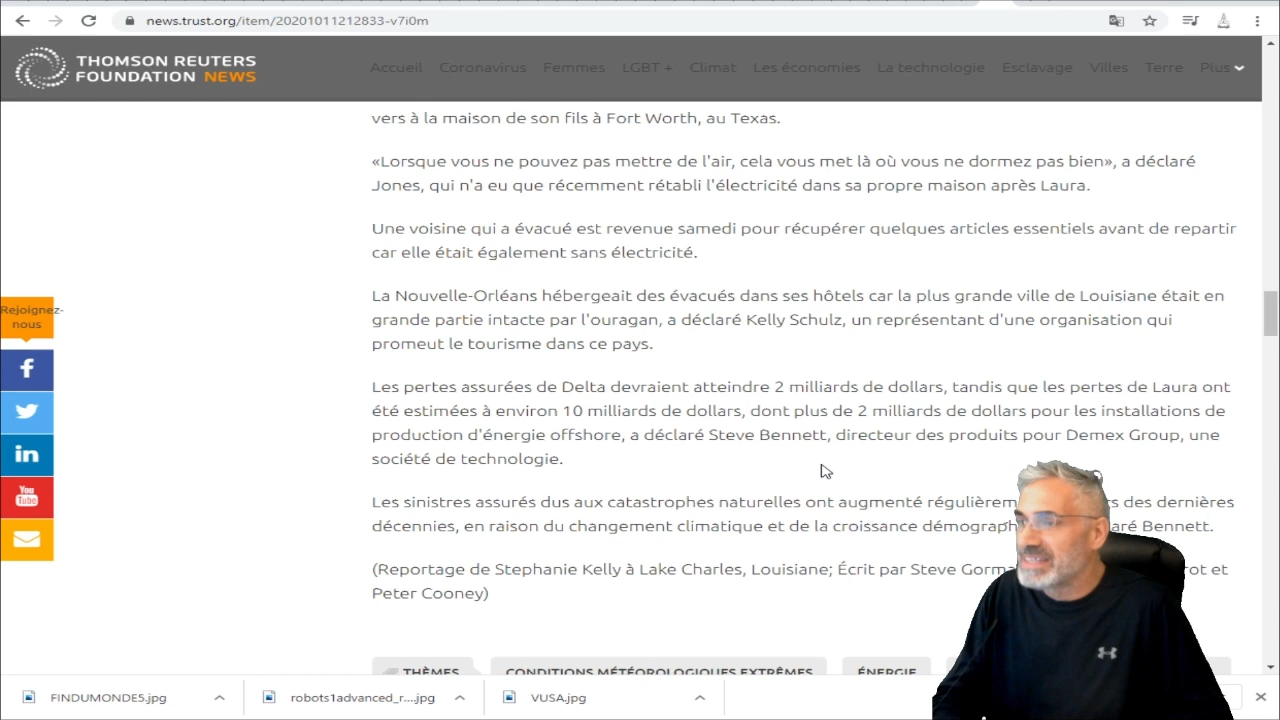 news.trust.org/item/20201011212833-v7i0m
THOMSON REUTERS
FOUNDATION NEWS
Accueil Coronavirus Femmes LGBT + Climat Les économies La technologie Esclavage Villes Terre Plus
vers à la maison de son fils à Fort Worth, au Texas.
«Lorsque vous ne pouvez pas mettre de l'air, cela vous met là où vous ne dormez pas bien», a déclaré
Jones, qui n'a eu que récemment rétabli l'électricité dans sa propre maison après Laura.
Une voisine qui a évacué est revenue samedi pour récupérer quelques articles essentiels avant de repartir
car elle était également sans électricité.
La Nouvelle-Orléans hébergeait des évacués dans ses hôtels car la plus grande ville de Louisiane était en
grande partie intacte par l'ouragan, a déclaré Kelly Schulz, un représentant d'une organisation qui
promeut le tourisme dans ce pays.
Rejoignez-
nous
Les pertes assurées de Delta devraient atteindre 2 milliards de dollars, tandis que les pertes de Laura ont
été estimées à environ 10 milliards de dollars, dont plus de 2 milliards de dollars pour les installations de
production d'énergie offshore, a déclaré Steve Bennett, directeur des produits pour Demex Group, une
société de technologie.
You
Tube
Les sinistres assurés dus aux catastrophes naturelles ont augmenté des dernières
décennies, en raison du changement climatique et de la croissance Bennett.
(Reportage de Stephanie Kelly à Lake Charles, Louisiane; Écrit par Steve et
Peter Cooney)
THÈMES CONDITIONS MÉTÉOROLOGIQUES EXTRÊMES ÉNERGIE
FINDUMONDE5.jpg robots1advanced_r....jpg VUSA.jpg